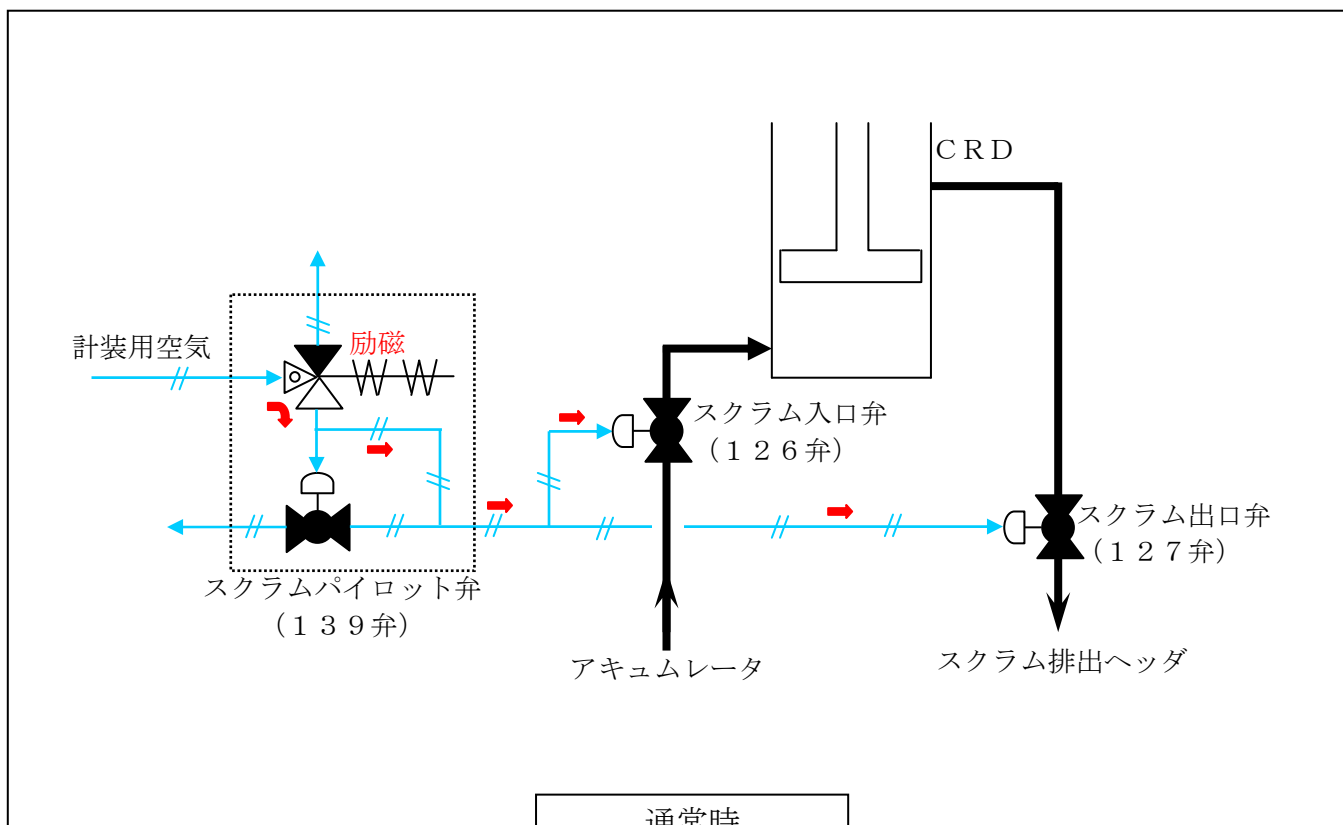 ＣＲＤ
計装用空気
励磁
スクラム入口弁
（１２６弁）
スクラム出口弁
（１２７弁）
スクラムパイロット弁
（１３９弁）
アキュムレータ
スクラム排出ヘッダ
通常時